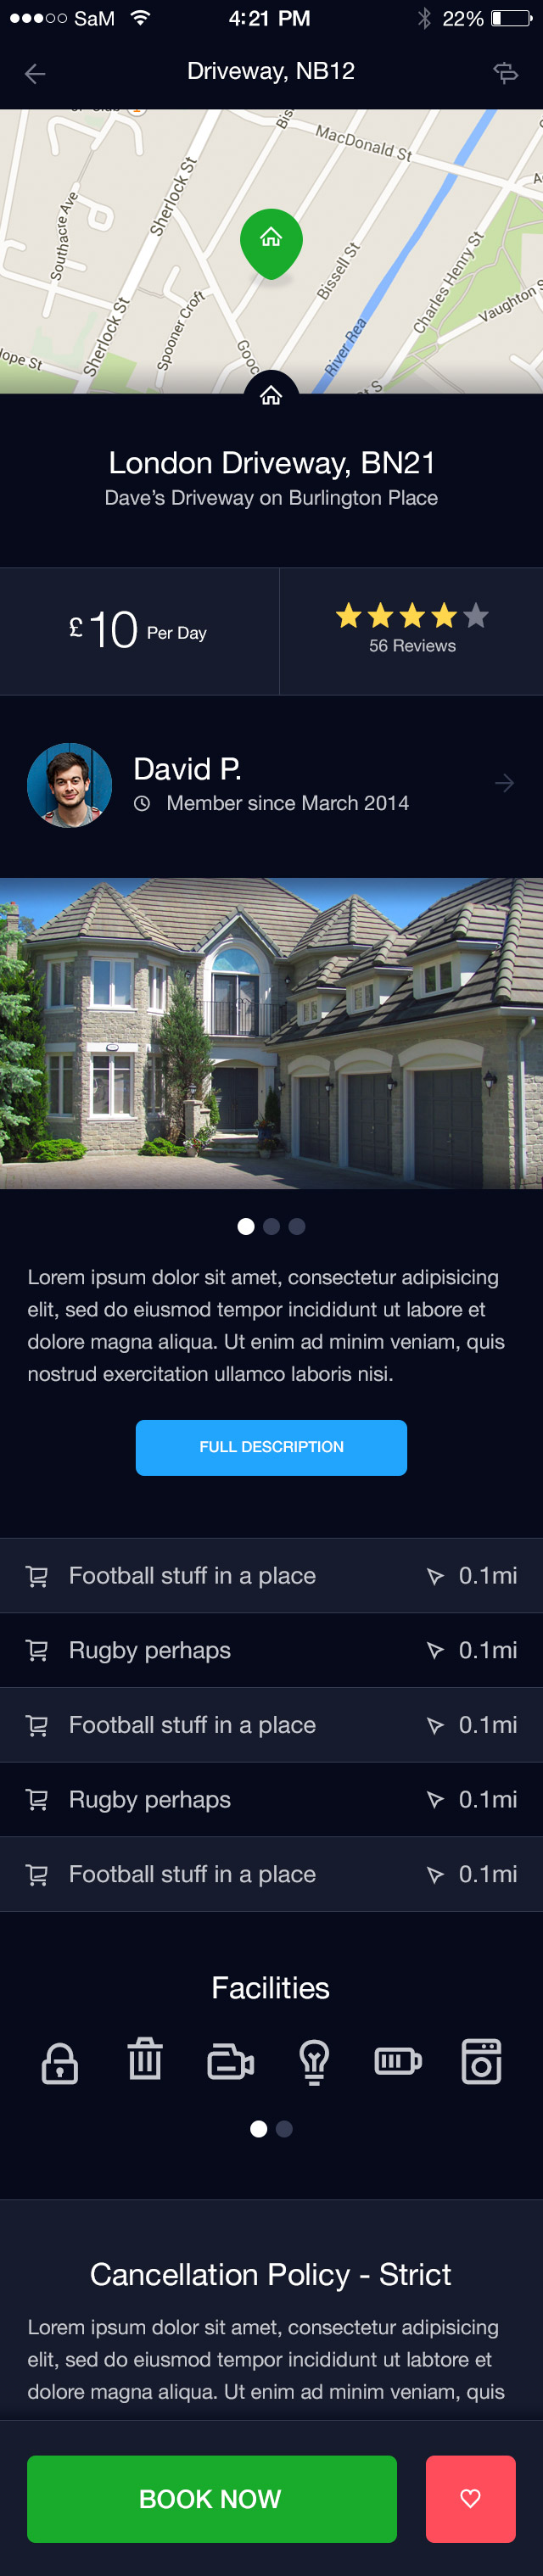 SaM 4:21 PM 22%
Driveway, NB12
MacDonald St
Sherlock St
Southacre Ave
Bissell St
Charles Henry St
Vaughton S
Spooner Croft
Sherlock St
Gooc
River Rea
lope St
London Driveway, BN21
Dave's Driveway on Burlington Place
£10 Per Day
56 Reviews
David P.
Member since March 2014
Lorem ipsum dolor sit amet, consectetur adipisicing
elit, sed do eiusmod tempor incididunt ut labore et
dolore magna aliqua. Ut enim ad minim veniam, quis
nostrud exercitation ullamco laboris nisi.
FULL DESCRIPTION
Football stuff in a place 0.1mi
Rugby perhaps 0.1mi
Football stuff in a place 0.1mi
Rugby perhaps 0.1mi
Football stuff in a place 0.1mi
Facilities
Cancellation Policy - Strict
Lorem ipsum dolor sit amet, consectetur adipisicing
elit, sed do eiusmod tempor incididunt ut labtore et
dolore magna aliqua. Ut enim ad minim veniam, quis
BOOK NOW